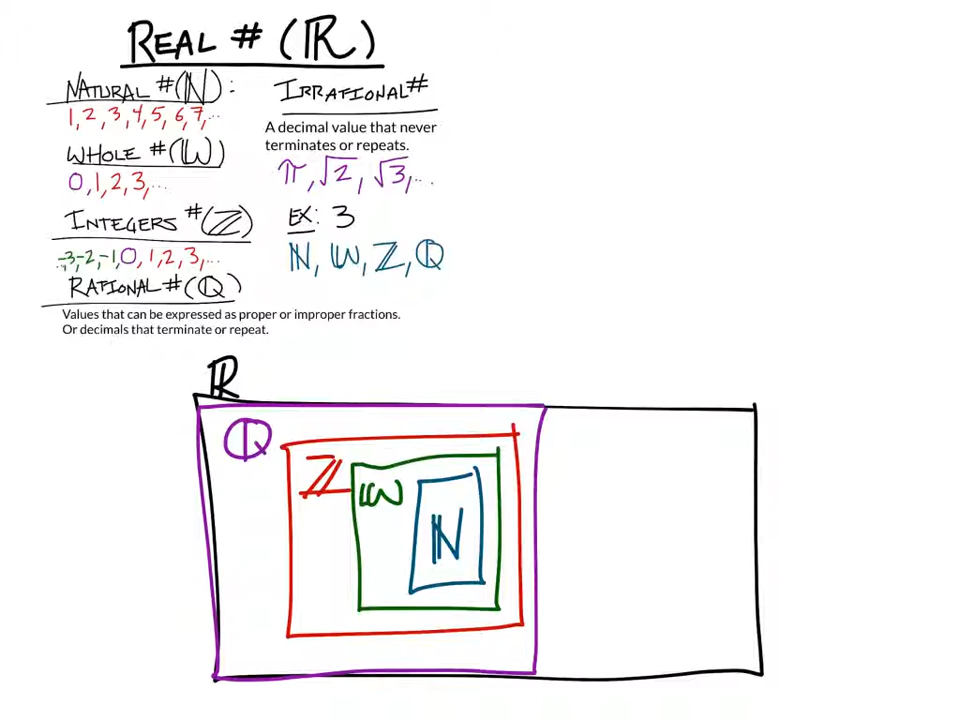 REAL # (ℝ)
NATURAL #(ℕ):
1, 2, 3, 4, 5, 6, 7, ...
WHOLE #(𝕎)
0, 1, 2, 3, ...
INTEGERS #(ℤ)
...-3, -2, -1, 0, 1, 2, 3, ...
RATIONAL #(ℚ)
Values that can be expressed as proper or improper fractions.
Or decimals that terminate or repeat.
IRRATIONAL#
A decimal value that never
terminates or repeats.
π, √2, √3, ...
EX: 3
ℕ, 𝕎, ℤ, ℚ
ℝ
ℚ
ℤ
𝕎
ℕ